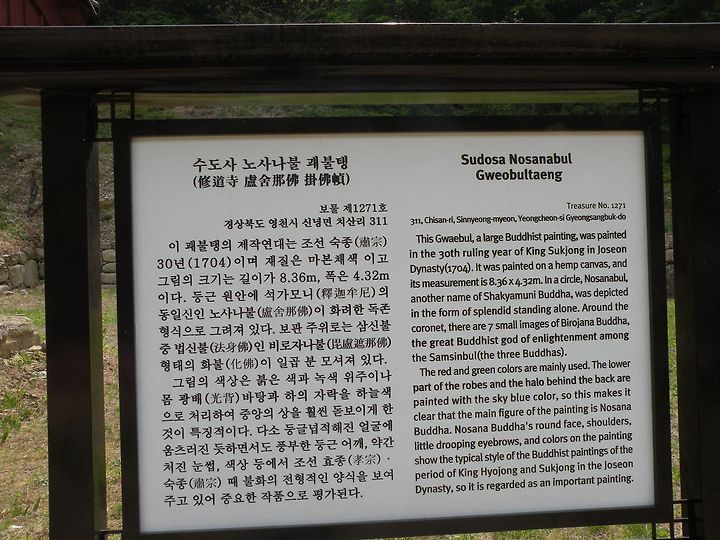 수도사 노사나불 괘불탱
(修道寺 盧舍那佛 掛佛幀)
보물 제1271호
경상북도 영천시 신녕면 치산리 311
이 괘불탱의 제작연대는 조선 숙종(肅宗)
30년(1704)이며 재질은 마본채색 이고
그림의 크기는 길이가 8.36m, 폭은 4.32m
이다. 둥근 원안에 석가모니(釋迦牟尼)의
동일신인 노사나불(盧舍那佛)이 화려한 독존
형식으로 그려져 있다. 보관 주위로는 삼신불
중 법신불(法身佛)인 비로자나불(毘盧遮那佛)
형태의 화불(化佛)이 일곱 분 모셔져 있다.
그림의 색상은 붉은 색과 녹색 위주이나
몸 광배(光背)바탕과 하의 자락을 하늘색
으로 처리하여 중앙의 상을 훨씬 돋보이게 한
것이 특징적이다. 다소 둥글넙적해진 얼굴에
움츠러진 듯하면서도 풍부한 둥근 어깨, 약간
처진 눈썹, 색상 등에서 조선 효종(孝宗)·
숙종(肅宗) 때 불화의 전형적인 양식을 보여
주고 있어 중요한 작품으로 평가된다.
Sudosa Nosanabul
Gweobultaeng
Treasure No. 1271
311, Chisan-ri, Sinnyeong-myeon, Yeongcheon-si Gyeongsangbuk-do
This Gwaebul, a large Buddhist painting, was painted
in the 30th ruling year of King Sukjong in Joseon
Dynasty(1704). It was painted on a hemp canvas, and
its measurement is 8.36 x 4.32m. In a circle, Nosanabul,
another name of Shakyamuni Buddha, was depicted
in the form of splendid standing alone. Around the
coronet, there are 7 small images of Birojana Buddha,
the great Buddhist god of enlightenment among
the Samsinbul(the three Buddhas).
The red and green colors are mainly used. The lower
part of the robes and the halo behind the back are
painted with the sky blue color, so this makes it
clear that the main figure of the painting is Nosana
Buddha. Nosana Buddha's round face, shoulders,
little drooping eyebrows, and colors on the painting
show the typical style of the Buddhist paintings of the
period of King Hyojong and Sukjong in the Joseon
Dynasty, so it is regarded as an important painting.